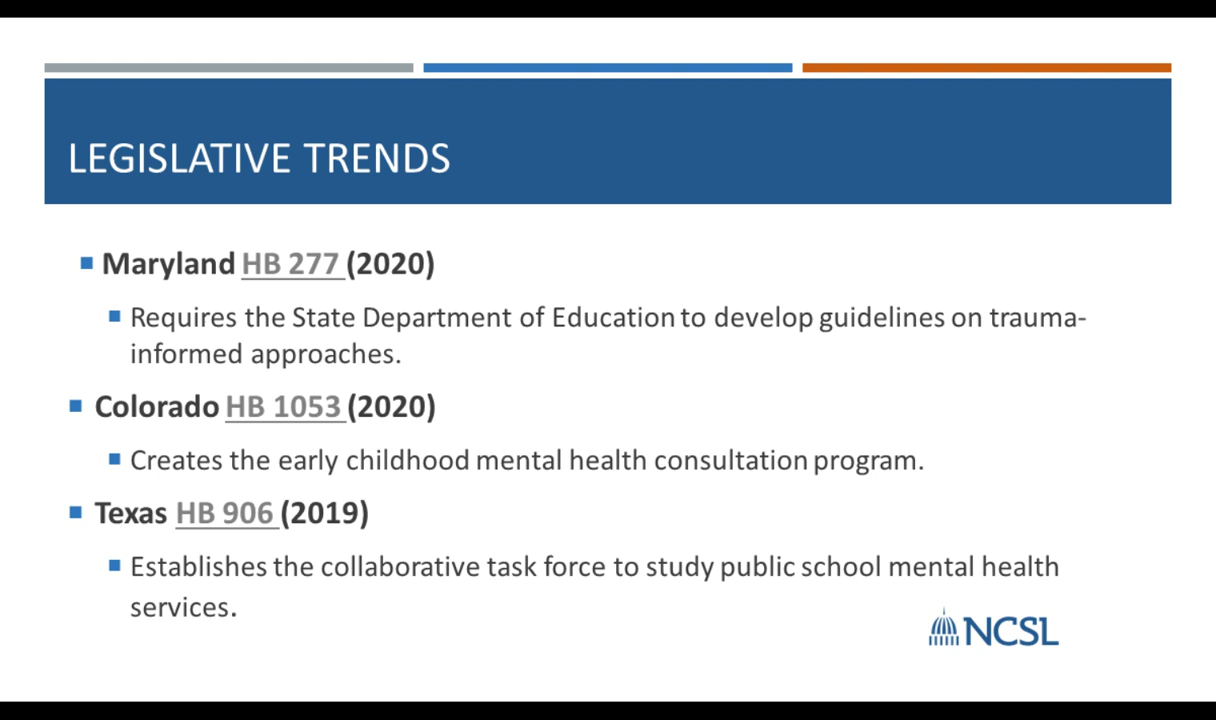 LEGISLATIVE TRENDS
Maryland HB 277 (2020)
Requires the State Department of Education to develop guidelines on trauma-
informed approaches.
Colorado HB 1053 (2020)
Creates the early childhood mental health consultation program.
Texas HB 906 (2019)
Establishes the collaborative task force to study public school mental health
services.
NCSL